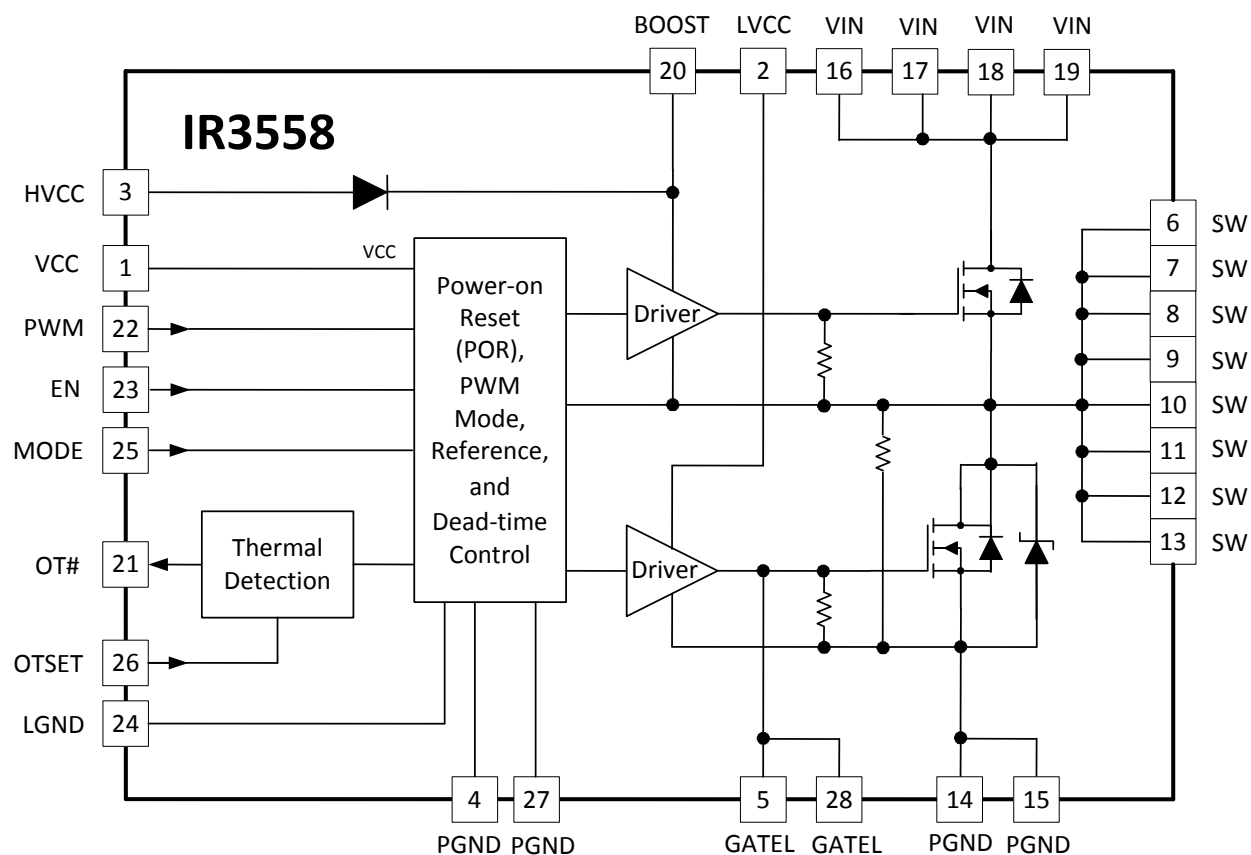 BOOST LVCC VIN VIN VIN VIN
20 2 16 17 18 19
IR3558
HVCC 3
VCC 1 VCC
PWM 22
EN 23
MODE 25
OT# 21
OTSET 26
LGND 24
Thermal
Detection
Power-on
Reset
(POR),
PWM
Mode,
Reference,
and
Dead-time
Control
Driver
Driver
6 SW
7 SW
8 SW
9 SW
10 SW
11 SW
12 SW
13 SW
4 27 5 28 14 15
PGND PGND GATEL GATEL PGND PGND